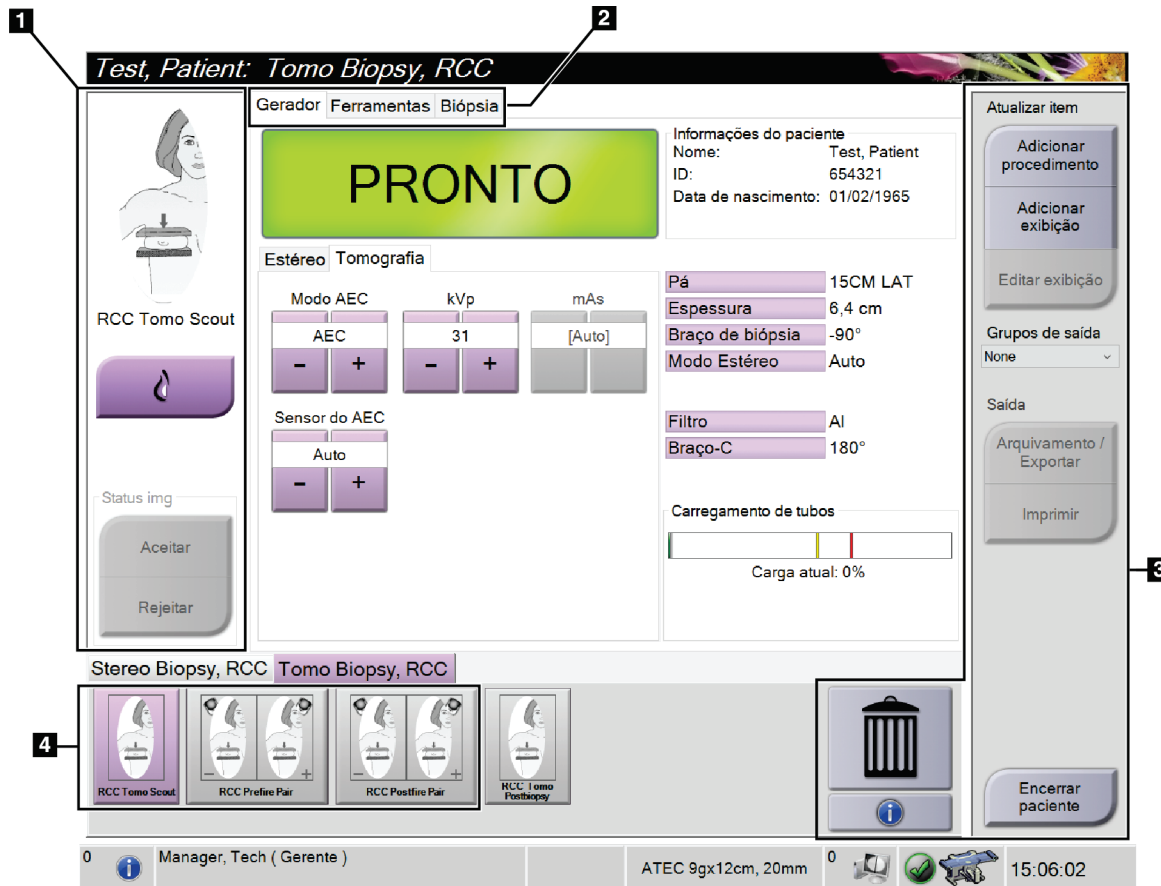 1
2
Test, Patient: Tomo Biopsy, RCC
Gerador Ferramentas Biópsia
PRONTO
Informações do paciente
Nome: Test, Patient
ID: 654321
Data de nascimento: 01/02/1965
Atualizar item
Adicionar
procedimento
Adicionar
exibição
Editar exibição
Grupos de saída
None
Saída
Arquivamento /
Exportar
Imprimir
RCC Tomo Scout
Status img
Aceitar
Rejeitar
Estéreo Tomografia
Modo AEC kVp mAs
AEC 31 [Auto]
- + - +
Sensor do AEC
Auto
- +
Pá 15CM LAT
Espessura 6,4 cm
Braço de biópsia -90°
Modo Estéreo Auto
Filtro Al
Braço-C 180°
Carregamento de tubos
Carga atual: 0%
3
Stereo Biopsy, RCC Tomo Biopsy, RCC
4
- + - +
RCC Tomo Scout RCC Prefire Pair RCC Postfire Pair RCC Tomo
Postbiopsy
Encerrar
paciente
0 Manager, Tech ( Gerente ) ATEC 9gx12cm, 20mm 0 15:06:02